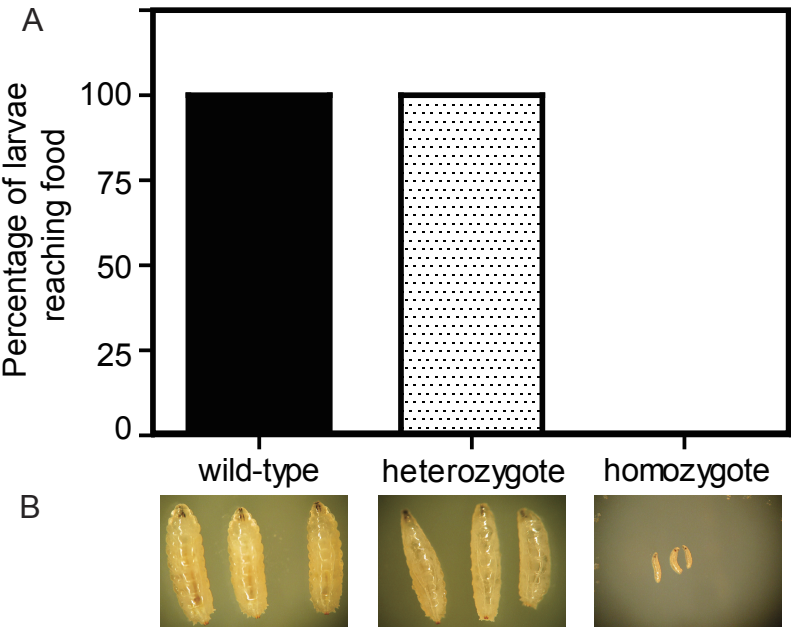 A
Percentage of larvae
reaching food
100
75
50
25
0
wild-type
heterozygote
homozygote
B